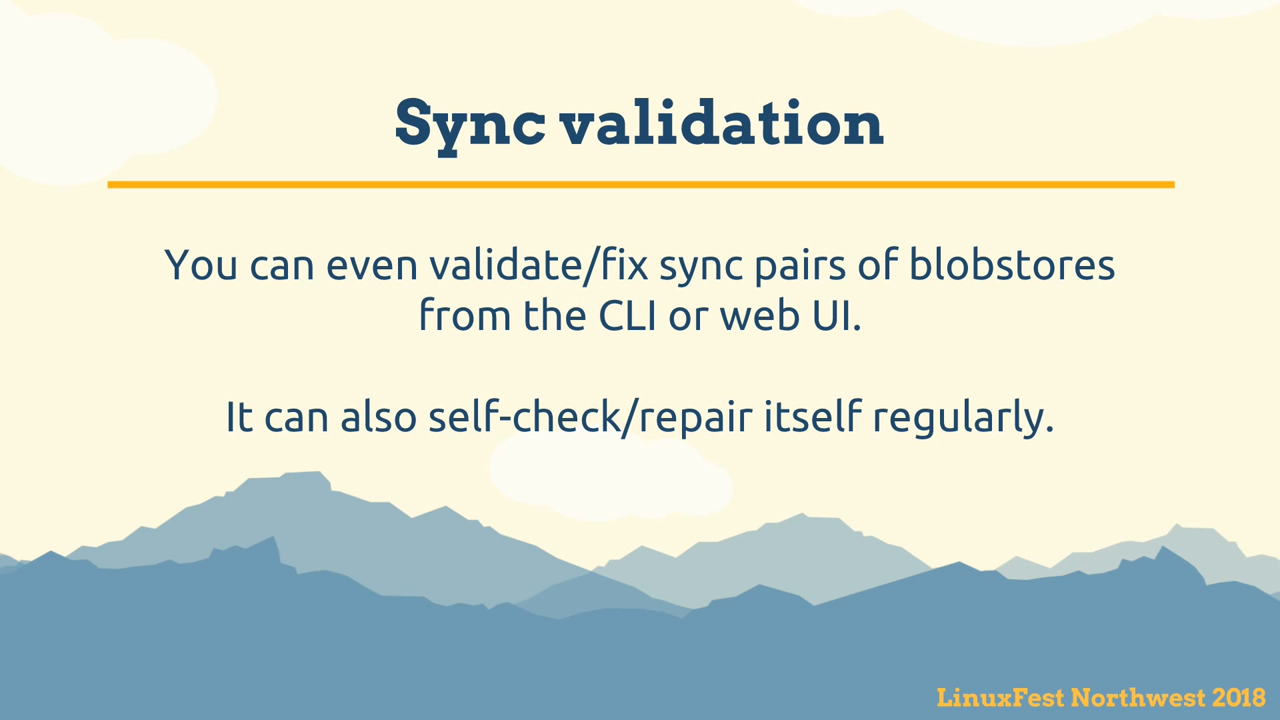 Sync validation
You can even validate/fix sync pairs of blobstores
from the CLI or web UI.
It can also self-check/repair itself regularly.
LinuxFest Northwest 2018